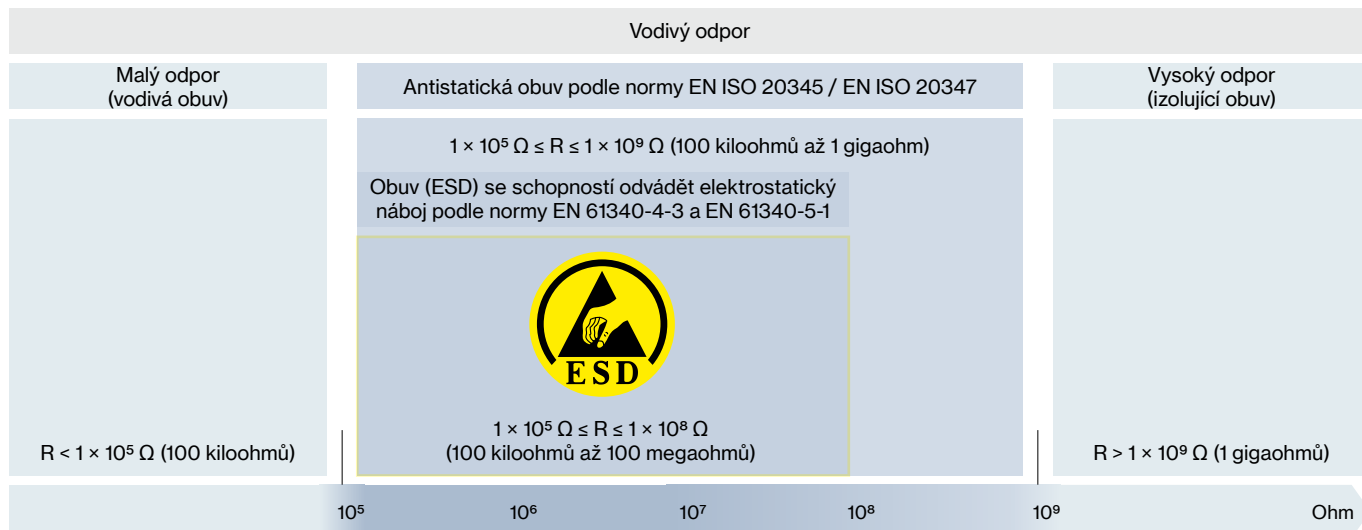 Vodivý odpor
Malý odpor
(vodivá obuv)
Antistatická obuv podle normy EN ISO 20345 / EN ISO 20347
Vysoký odpor
(izolující obuv)
1 × 10⁵ Ω ≤ R ≤ 1 × 10⁹ Ω (100 kiloohmů až 1 gigaohm)
Obuv (ESD) se schopností odvádět elektrostatický
náboj podle normy EN 61340-4-3 a EN 61340-5-1
ESD
1 × 10⁵ Ω ≤ R ≤ 1 × 10⁸ Ω
(100 kiloohmů až 100 megaohmů)
R < 1 × 10⁵ Ω (100 kiloohmů)
R > 1 × 10⁹ Ω (1 gigaohmů)
10⁵ 10⁶ 10⁷ 10⁸ 10⁹ Ohm